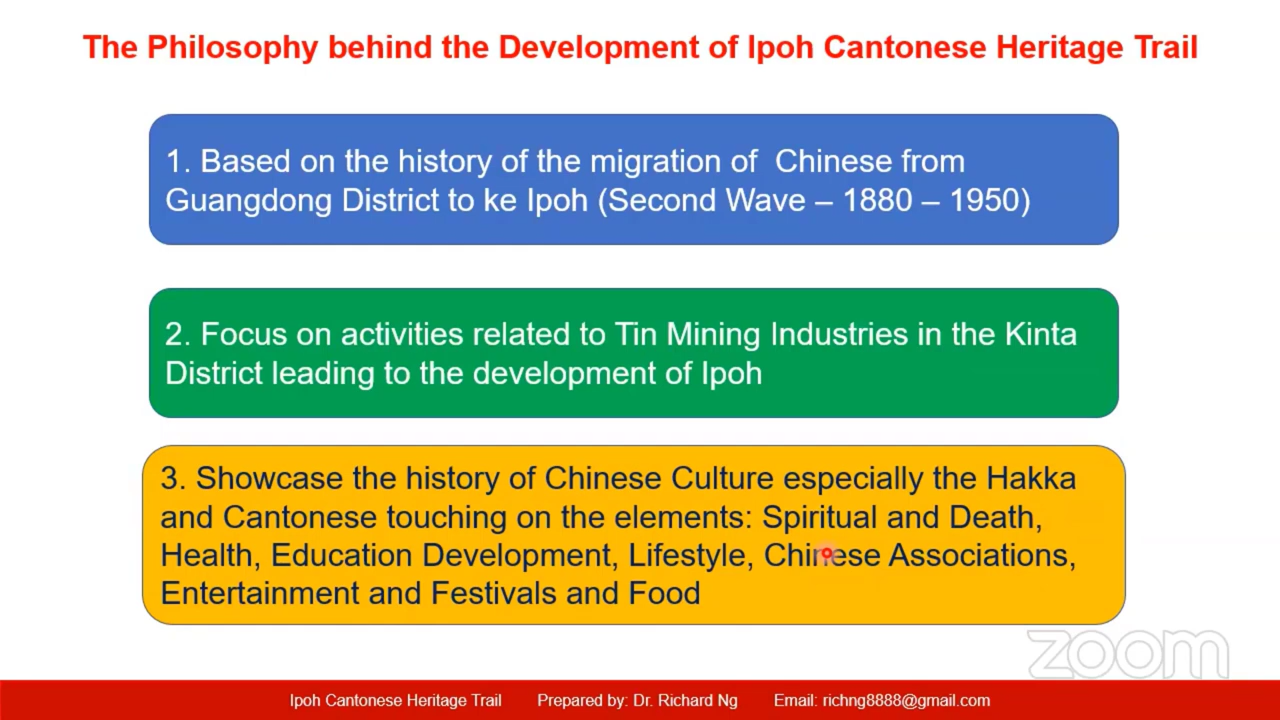 The Philosophy behind the Development of Ipoh Cantonese Heritage Trail
1. Based on the history of the migration of  Chinese from
Guangdong District to ke Ipoh (Second Wave – 1880 – 1950)
2. Focus on activities related to Tin Mining Industries in the Kinta
District leading to the development of Ipoh
3. Showcase the history of Chinese Culture especially the Hakka
and Cantonese touching on the elements: Spiritual and Death,
Health, Education Development, Lifestyle, Chinese Associations,
Entertainment and Festivals and Food
zoom
Ipoh Cantonese Heritage Trail Prepared by: Dr. Richard Ng Email: richng8888@gmail.com